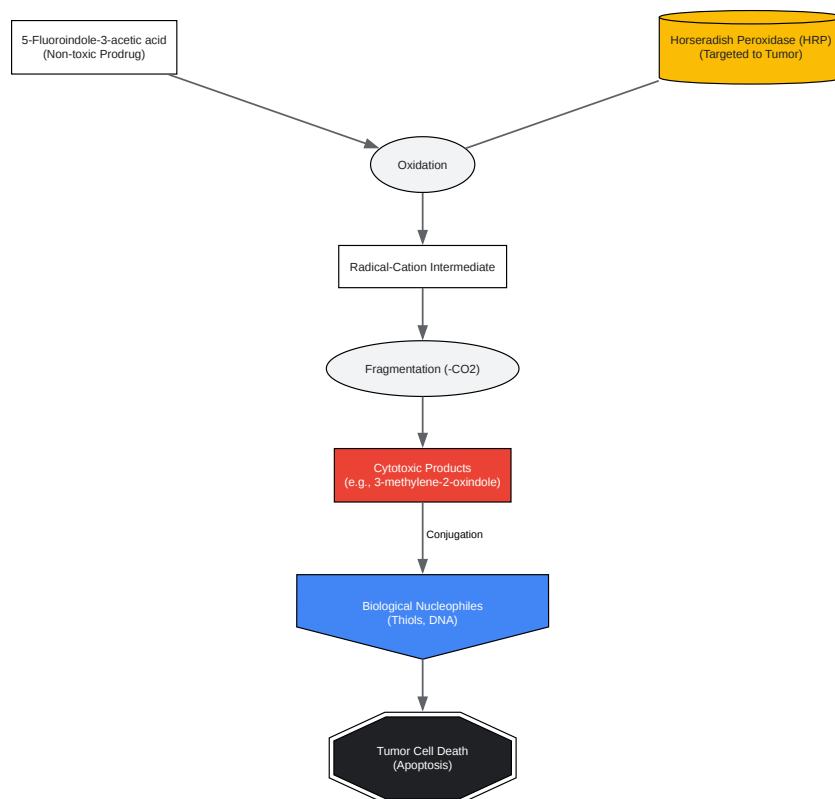 5-Fluoroindole-3-acetic acid
(Non-toxic Prodrug)
Horseradish Peroxidase (HRP)
(Targeted to Tumor)
Oxidation
Radical-Cation Intermediate
Fragmentation (-CO2)
Cytotoxic Products
(e.g., 3-methylene-2-oxindole)
Conjugation
Biological Nucleophiles
(Thiols, DNA)
Tumor Cell Death
(Apoptosis)